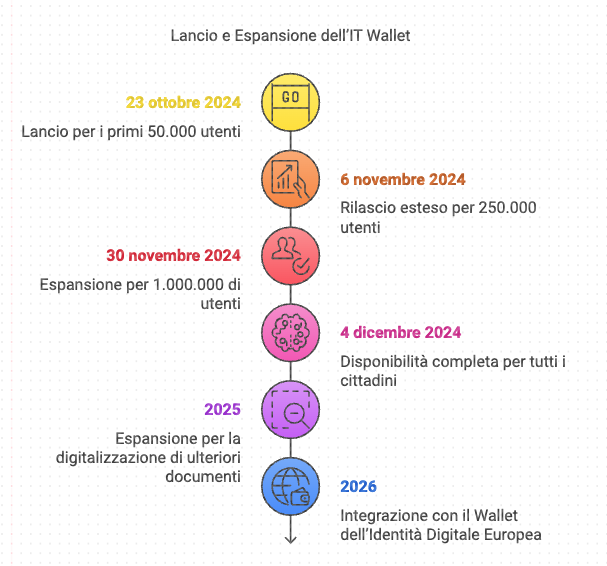 Lancio e Espansione dell'IT Wallet
GO
23 ottobre 2024
Lancio per i primi 50.000 utenti
6 novembre 2024
Rilascio esteso per 250.000
utenti
30 novembre 2024
Espansione per 1.000.000 di
utenti
4 dicembre 2024
Disponibilità completa per tutti i
cittadini
2025
Espansione per la
digitalizzazione di ulteriori
documenti
2026
Integrazione con il Wallet
dell'Identità Digitale Europea